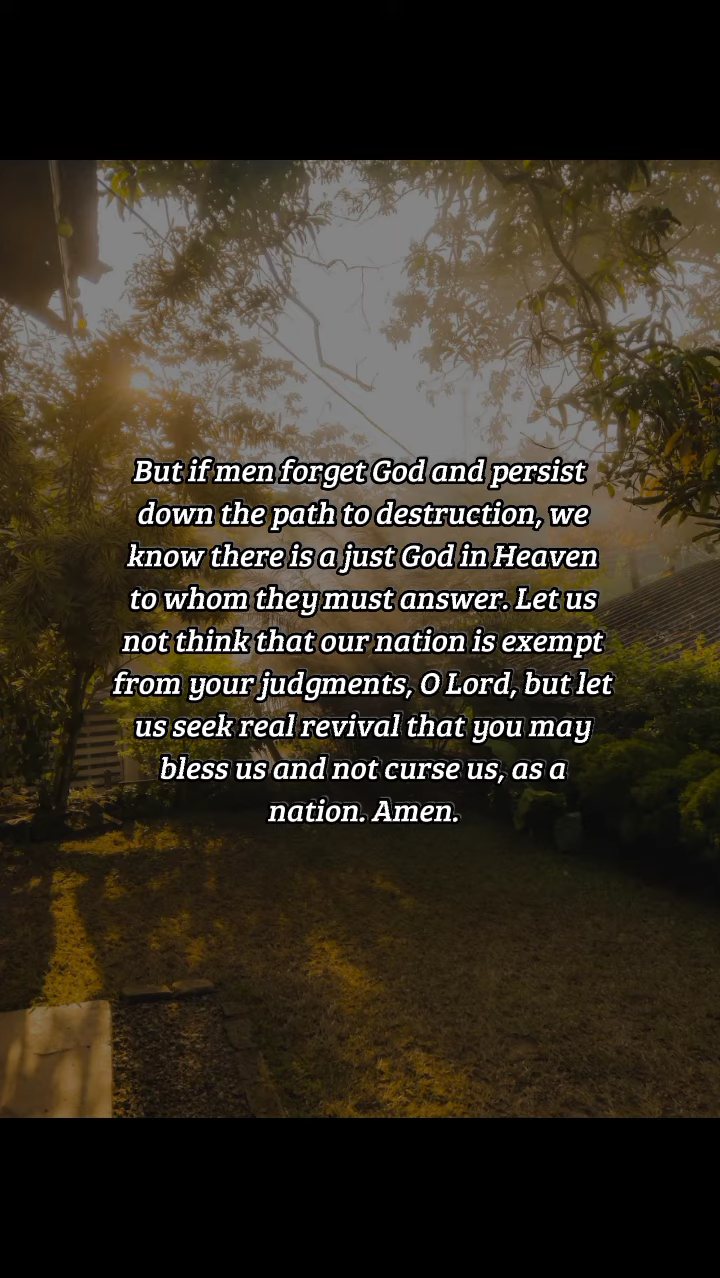 But if men forget God and persist
down the path to destruction, we
know there is a just God in Heaven
to whom they must answer. Let us
not think that our nation is exempt
from your judgments, O Lord, but let
us seek real revival that you may
bless us and not curse us, as a
nation. Amen.